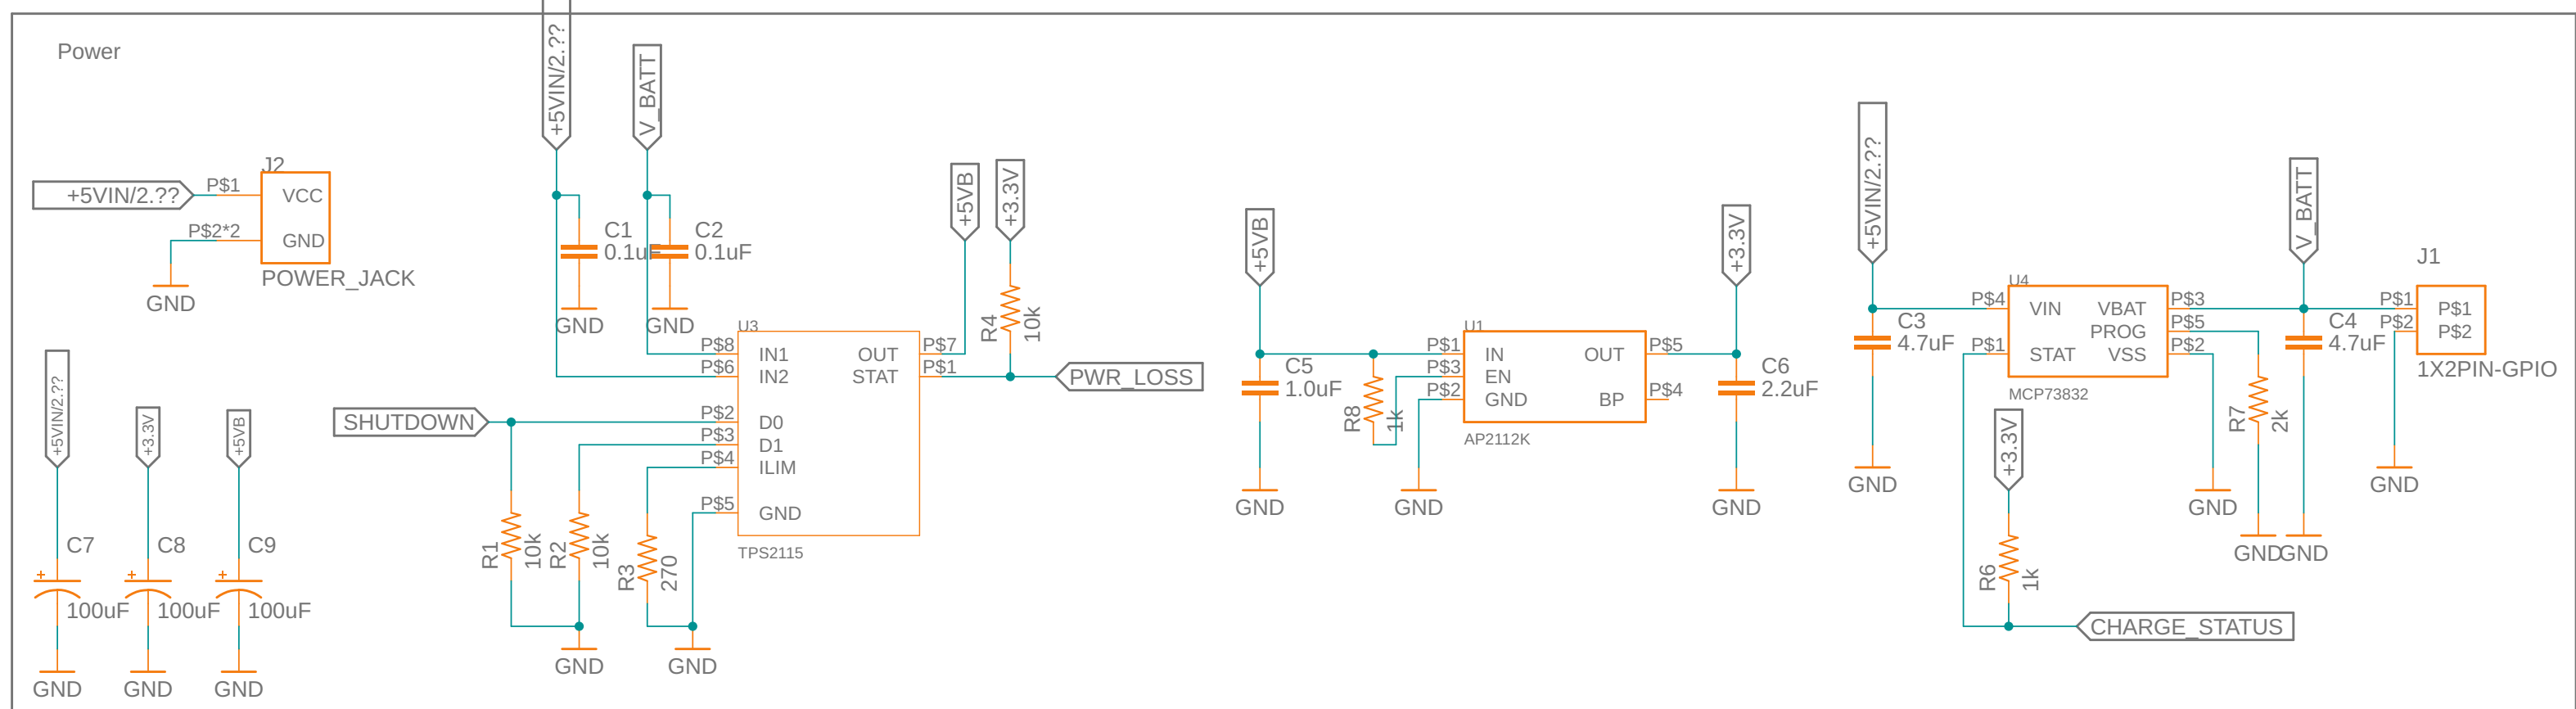 Power
+5VIN/2.??
V_BATT
J2
+5VIN/2.??
P$1
VCC
P$2*2
GND
POWER_JACK
GND
C1
0.1uF
GND
C2
0.1uF
GND
+5VB
+3.3V
R4
10k
U3
P$8
IN1
OUT
P$7
P$6
IN2
STAT
P$1
PWR_LOSS
SHUTDOWN
P$2
D0
P$3
D1
P$4
ILIM
P$5
GND
TPS2115
R1
10k
R2
10k
R3
270
GND
GND
+5VIN/2.??
+3.3V
+5VB
C7
100uF
GND
C8
100uF
GND
C9
100uF
GND
+5VB
C5
1.0uF
GND
R8
1k
U1
P$1
IN
OUT
P$5
P$3
EN
P$2
GND
BP
P$4
AP2112K
GND
+3.3V
C6
2.2uF
GND
+5VIN/2.??
C3
4.7uF
GND
U4
P$4
VIN
VBAT
P$3
PROG
P$5
P$1
STAT
VSS
P$2
MCP73832
+3.3V
R6
1k
CHARGE_STATUS
GND
R7
2k
GND
V_BATT
C4
4.7uF
GND
J1
P$1
P$1
P$2
P$2
1X2PIN-GPIO
GND